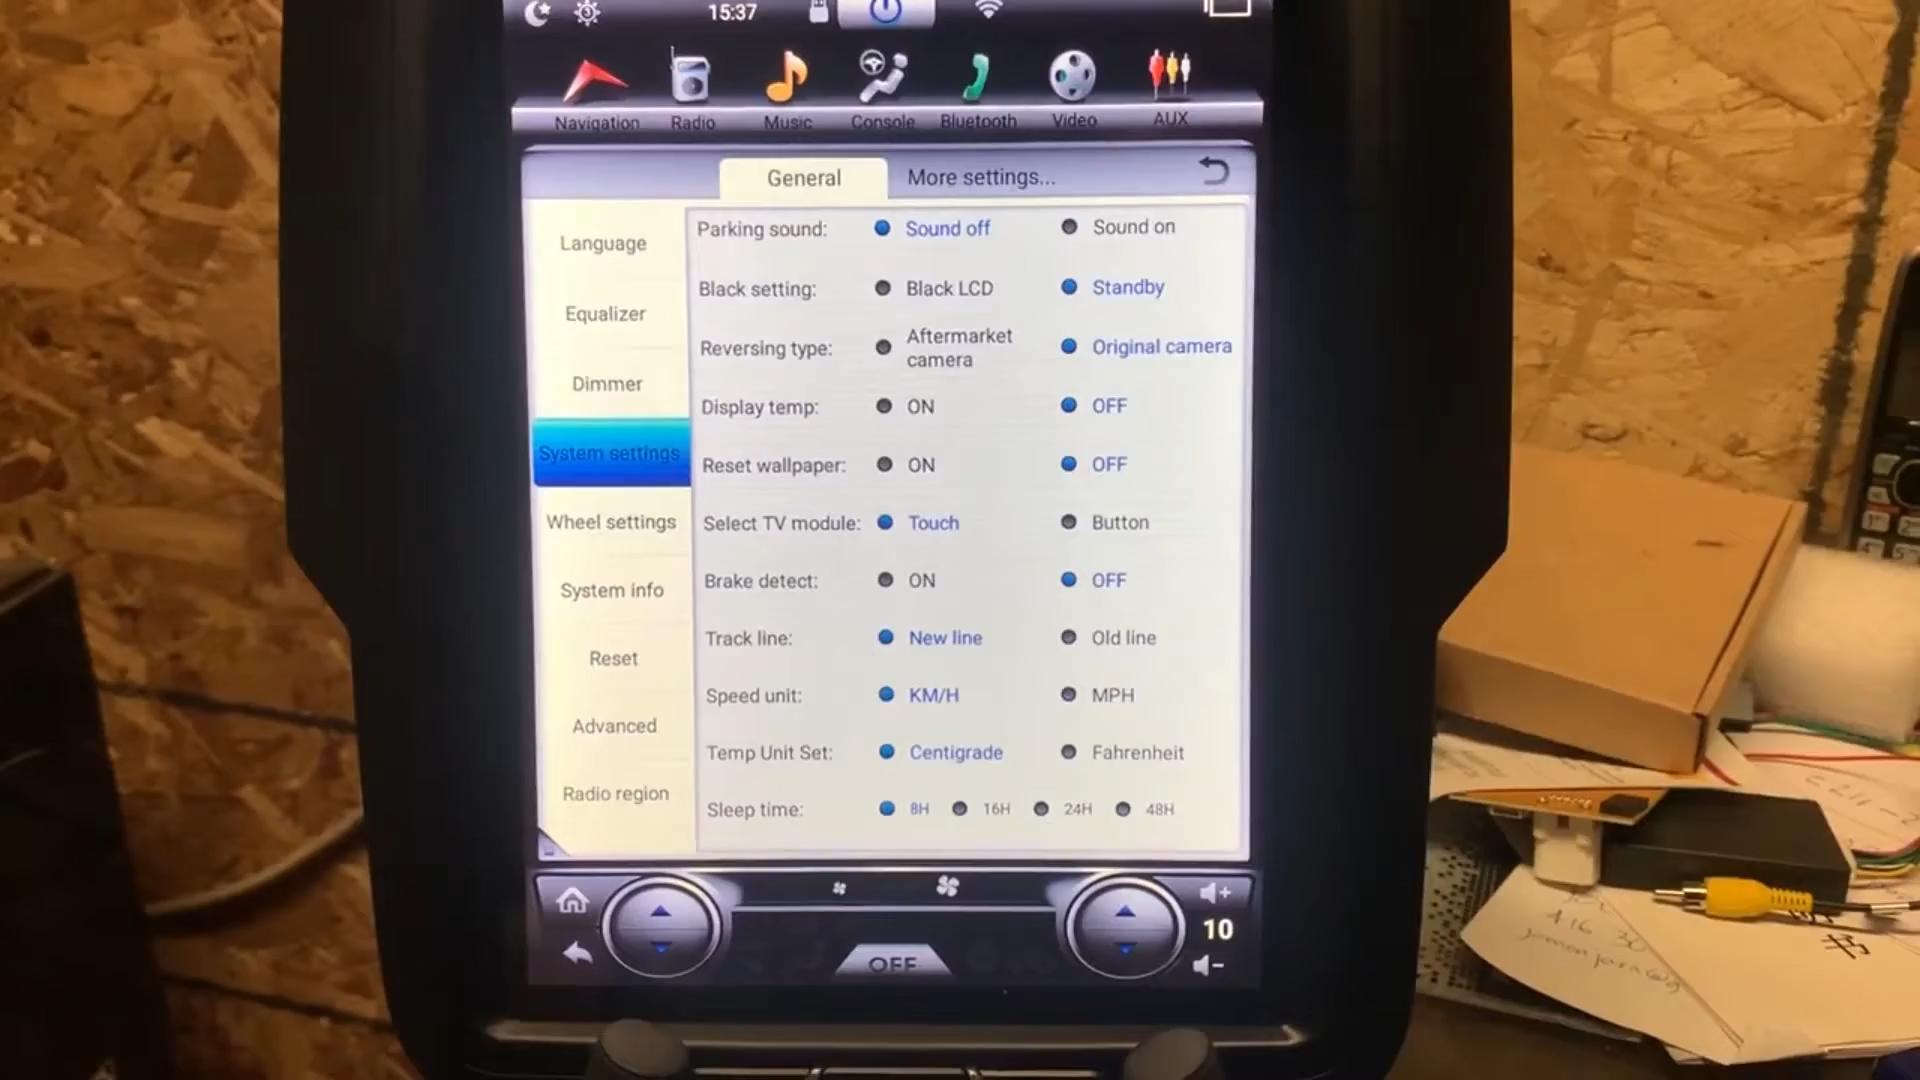 15:37
Navigation Radio Music Console Bluetooth Video AUX
General More settings...
Language
Equalizer
Dimmer
System settings
Wheel settings
System info
Reset
Advanced
Radio region
Parking sound: Sound off Sound on
Black setting: Black LCD Standby
Reversing type: Aftermarket camera Original camera
Display temp: ON OFF
Reset wallpaper: ON OFF
Select TV module: Touch Button
Brake detect: ON OFF
Track line: New line Old line
Speed unit: KM/H MPH
Temp Unit Set: Centigrade Fahrenheit
Sleep time: 8H 16H 24H 48H
10
OFF
416 30